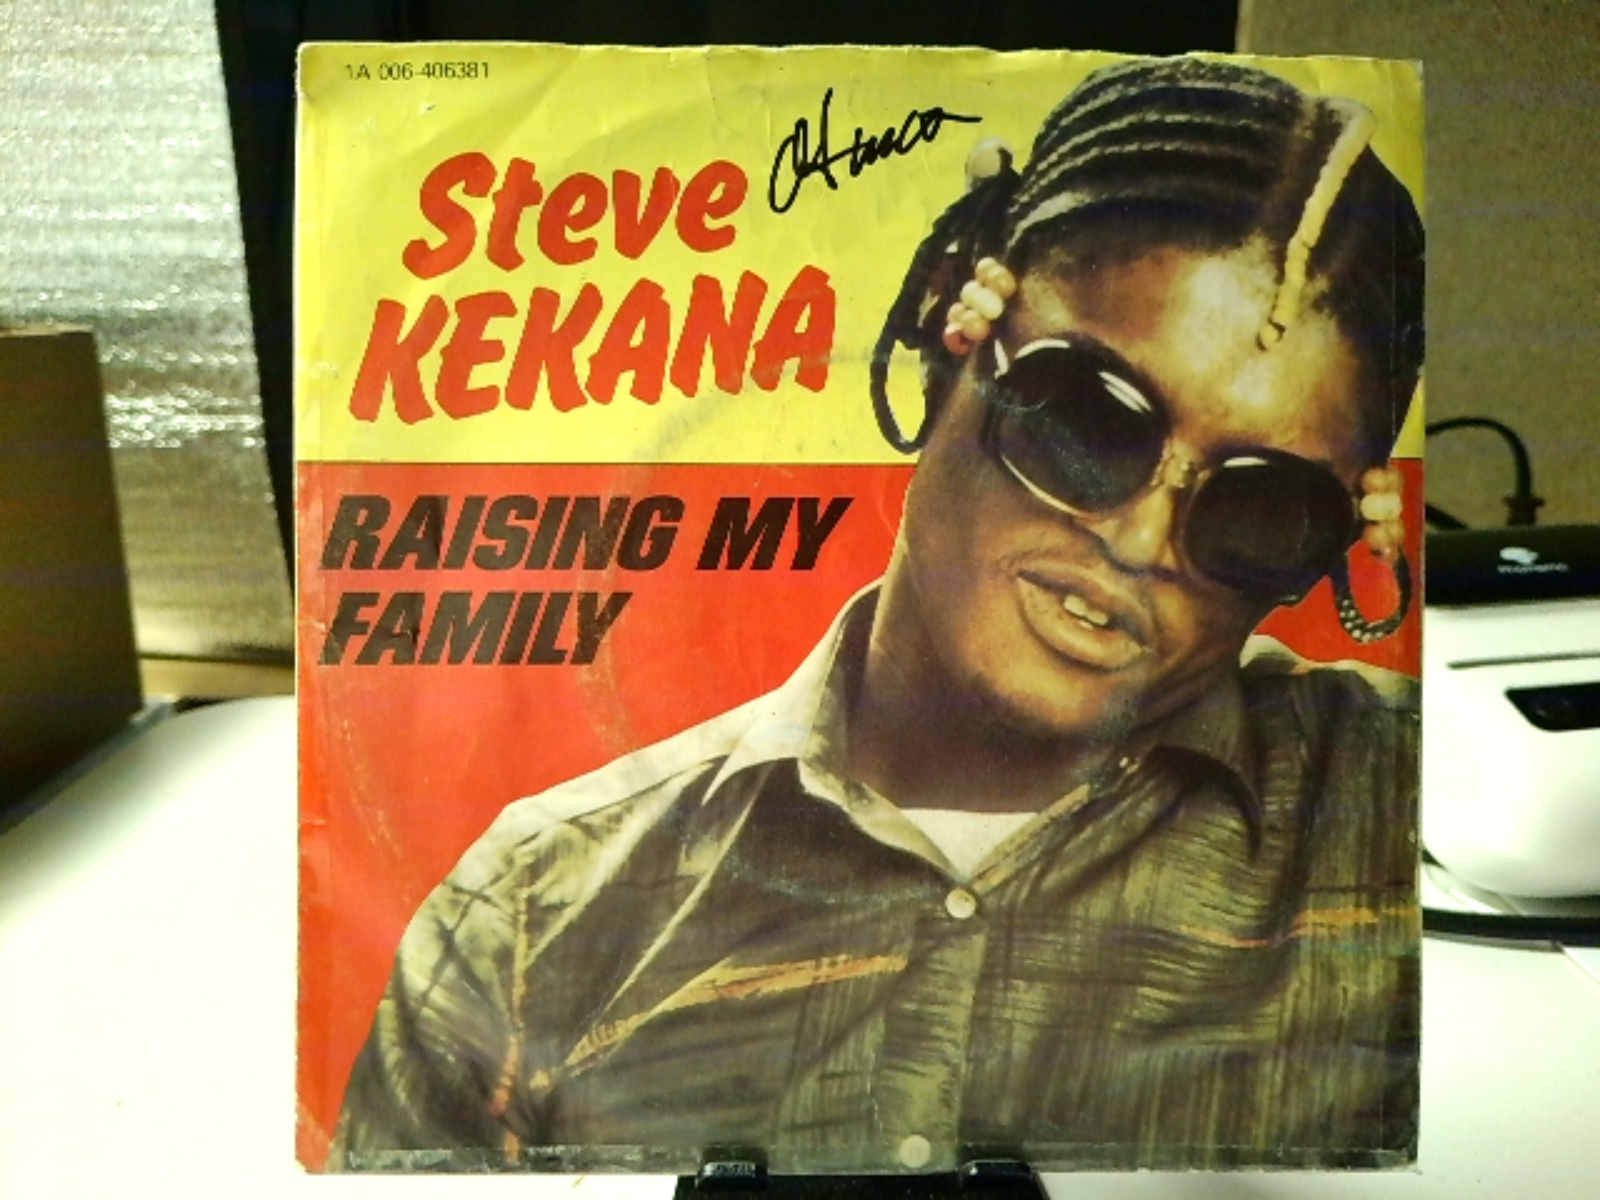 1A 006-406381
Steve
KEKANA
RAISING MY
FAMILY